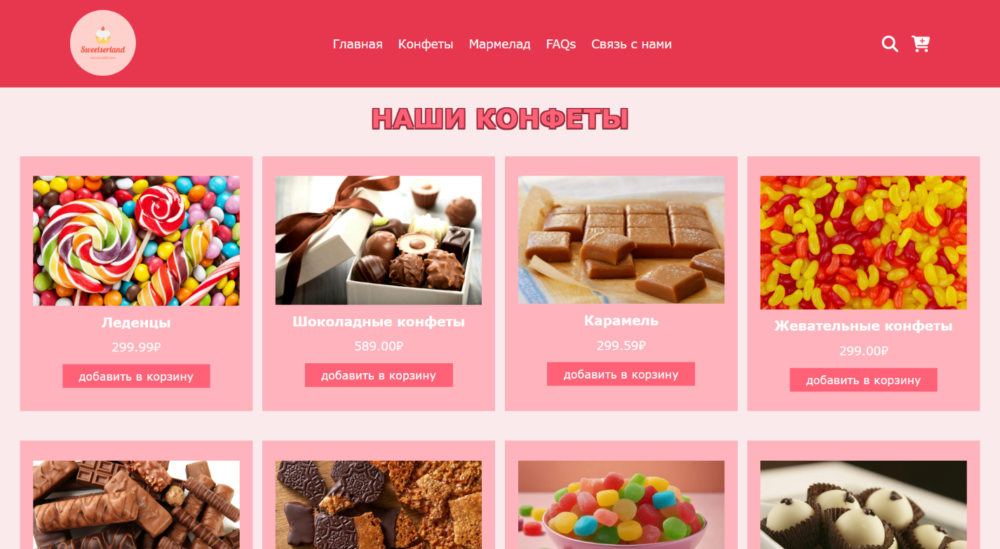 Sweetserland
Главная Конфеты Мармелад FAQs Связь с нами
НАШИ КОНФЕТЫ
Леденцы
299.99₽
добавить в корзину
Шоколадные конфеты
589.00₽
добавить в корзину
Карамель
299.59₽
добавить в корзину
Жевательные конфеты
299.00₽
добавить в корзину